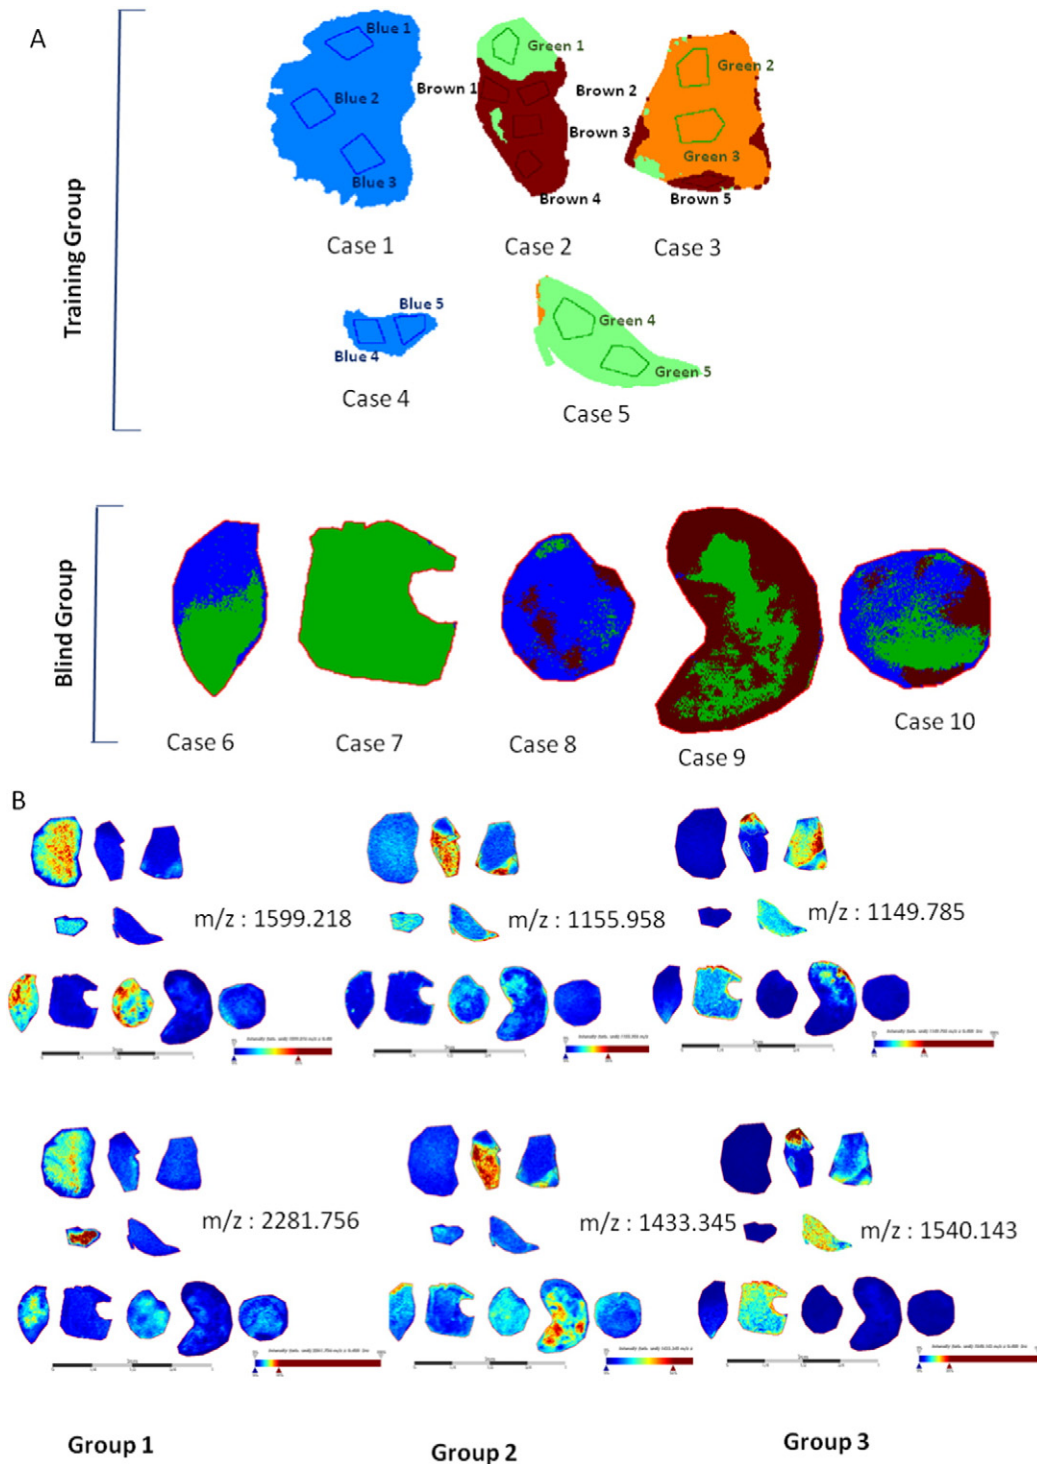 A
Training Group
Blue 1
Blue 2
Blue 3
Case 1
Green 1
Brown 1
Brown 2
Brown 3
Brown 4
Case 2
Green 2
Green 3
Brown 5
Case 3
Blue 5
Blue 4
Case 4
Green 4
Green 5
Case 5
Blind Group
Case 6
Case 7
Case 8
Case 9
Case 10
B
m/z : 1599.218
m/z : 1155.958
m/z : 1149.785
m/z : 2281.756
m/z : 1433.345
m/z : 1540.143
Group 1
Group 2
Group 3